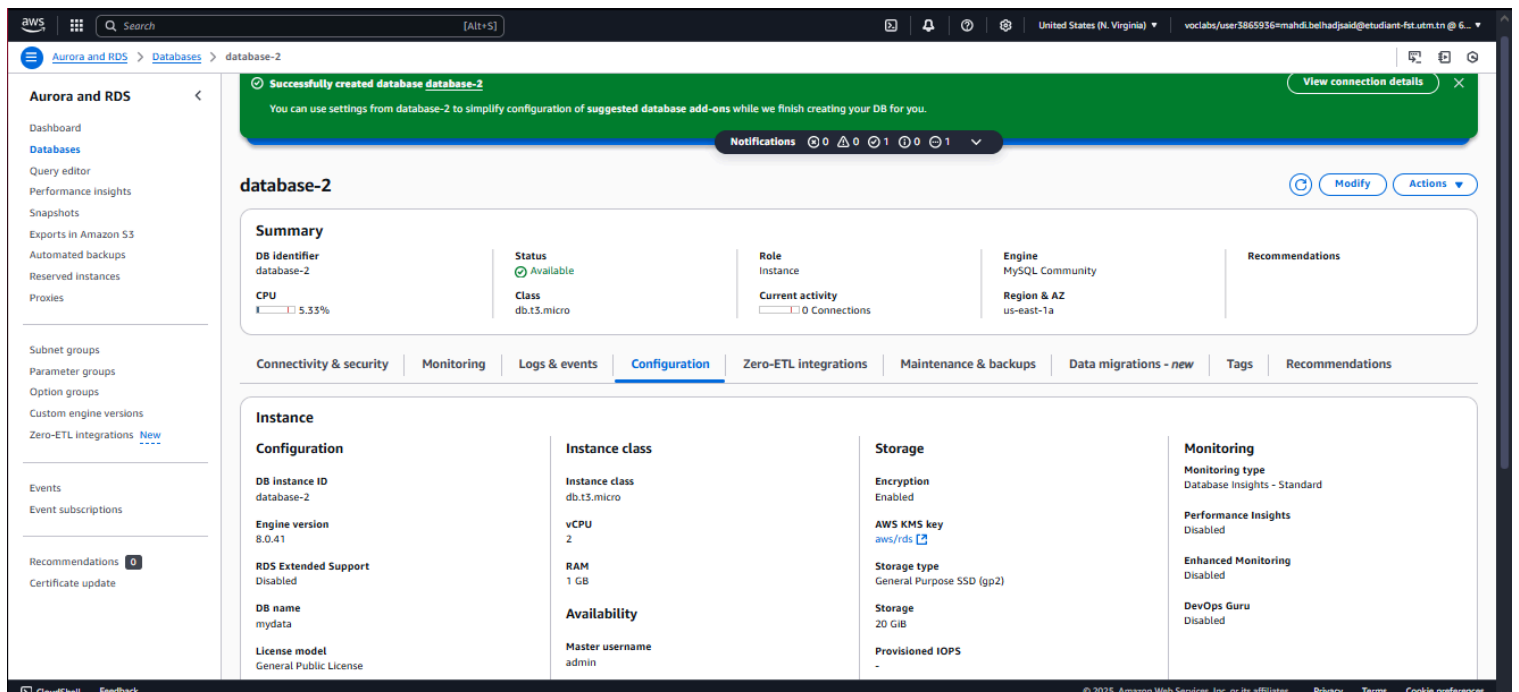 aws
Search
[Alt+S]
United States (N. Virginia) ▼
voclabs/user3865936=mahdi.belhadjsaid@etudiant-fst.utm.tn @ 6... ▼
Aurora and RDS > Databases > database-2
Aurora and RDS
Dashboard
Databases
Query editor
Performance insights
Snapshots
Exports in Amazon S3
Automated backups
Reserved instances
Proxies
Subnet groups
Parameter groups
Option groups
Custom engine versions
Zero-ETL integrations New
Events
Event subscriptions
Recommendations 0
Certificate update
Successfully created database database-2
View connection details
You can use settings from database-2 to simplify configuration of suggested database add-ons while we finish creating your DB for you.
Notifications 0 0 1 0 1
database-2
Modify
Actions ▼
Summary
DB identifier
database-2
Status
Available
Role
Instance
Engine
MySQL Community
Recommendations
CPU
5.33%
Class
db.t3.micro
Current activity
0 Connections
Region & AZ
us-east-1a
Connectivity & security
Monitoring
Logs & events
Configuration
Zero-ETL integrations
Maintenance & backups
Data migrations - new
Tags
Recommendations
Instance
Configuration
DB instance ID
database-2
Engine version
8.0.41
RDS Extended Support
Disabled
DB name
mydata
License model
General Public License
Instance class
Instance class
db.t3.micro
vCPU
2
RAM
1 GB
Availability
Master username
admin
Storage
Encryption
Enabled
AWS KMS key
aws/rds
Storage type
General Purpose SSD (gp2)
Storage
20 GiB
Provisioned IOPS
-
Monitoring
Monitoring type
Database Insights - Standard
Performance Insights
Disabled
Enhanced Monitoring
Disabled
DevOps Guru
Disabled
CloudShell
Feedback
© 2025, Amazon Web Services, Inc. or its affiliates.
Privacy
Terms
Cookie preferences